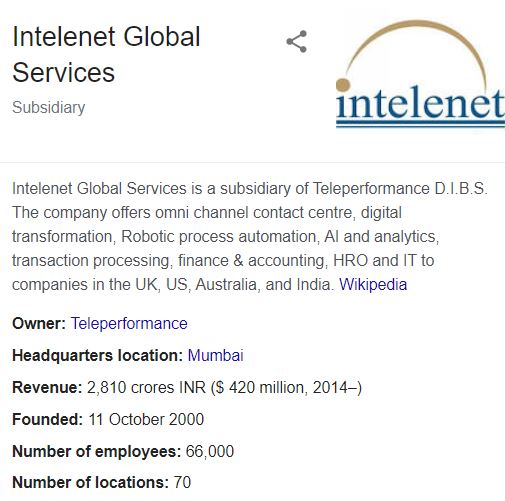 Intelenet Global
Services
Subsidiary
intelenet
Intelenet Global Services is a subsidiary of Teleperformance D.I.B.S.
The company offers omni channel contact centre, digital
transformation, Robotic process automation, AI and analytics,
transaction processing, finance & accounting, HRO and IT to
companies in the UK, US, Australia, and India. Wikipedia
Owner: Teleperformance
Headquarters location: Mumbai
Revenue: 2,810 crores INR ($ 420 million, 2014–)
Founded: 11 October 2000
Number of employees: 66,000
Number of locations: 70